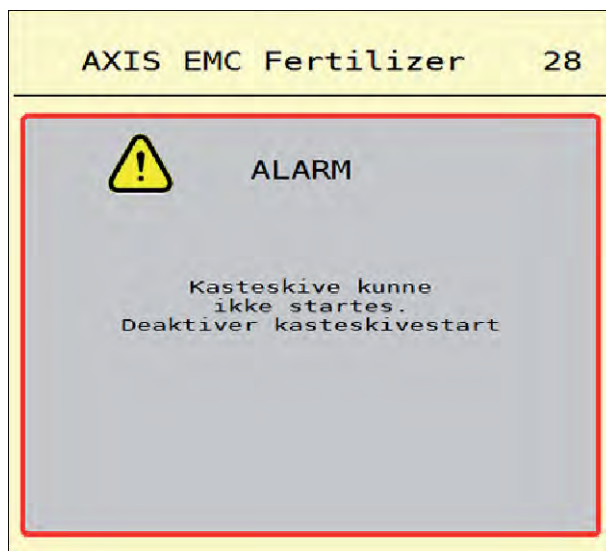 AXIS EMC Fertilizer 28
ALARM
Kasteskive kunne
ikke startes.
Deaktiver kasteskivestart